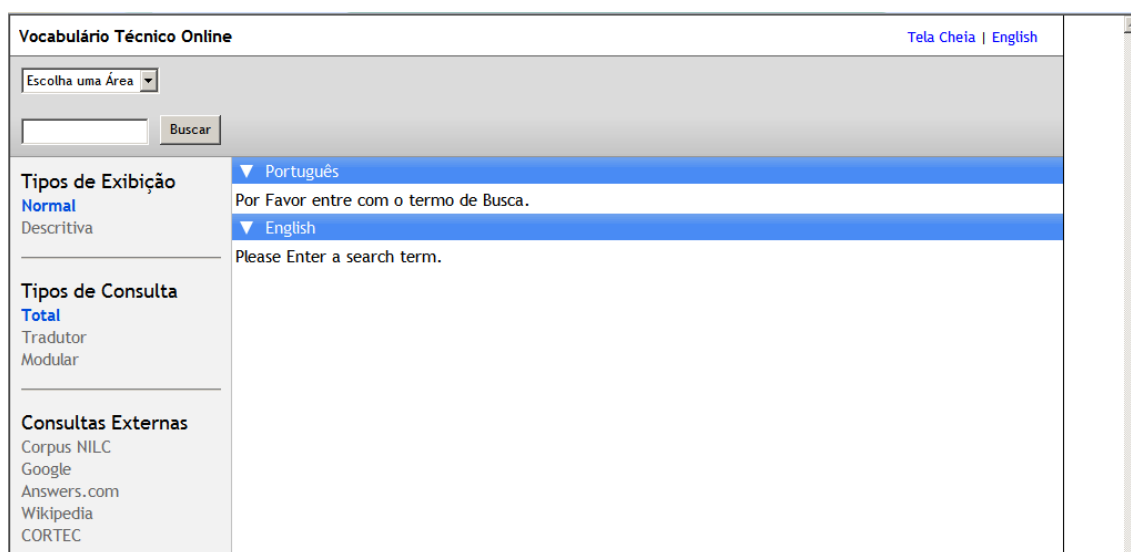 Vocabulário Técnico Online
Tela Cheia | English
Escolha uma Área
Buscar
Tipos de Exibição
Normal
Descritiva
Tipos de Consulta
Total
Tradutor
Modular
Consultas Externas
Corpus NILC
Google
Answers.com
Wikipedia
CORTEC
Português
Por Favor entre com o termo de Busca.
English
Please Enter a search term.